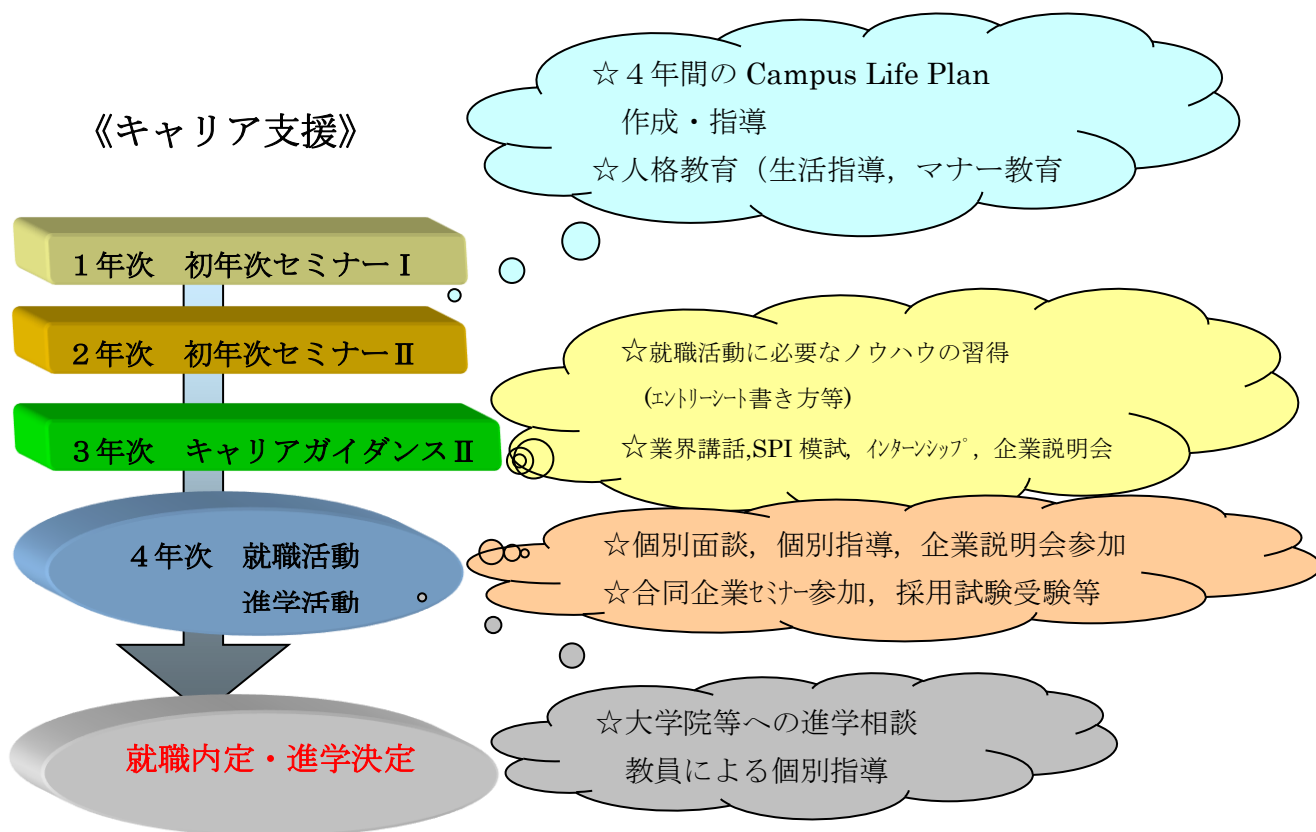 《キャリア支援》
☆４年間の Campus Life Plan
作成・指導
☆人格教育（生活指導，マナー教育
１年次　初年次セミナーⅠ
２年次　初年次セミナーⅡ
☆就職活動に必要なノウハウの習得
(ｴﾝﾄﾘｰｼｰﾄ書き方等)
３年次　キャリアガイダンスⅡ
☆業界講話,SPI 模試，ｲﾝﾀｰﾝｼｯﾌﾟ，企業説明会
４年次　就職活動
進学活動
☆個別面談，個別指導，企業説明会参加
☆合同企業ｾﾐﾅｰ参加，採用試験受験等
就職内定・進学決定
☆大学院等への進学相談
教員による個別指導